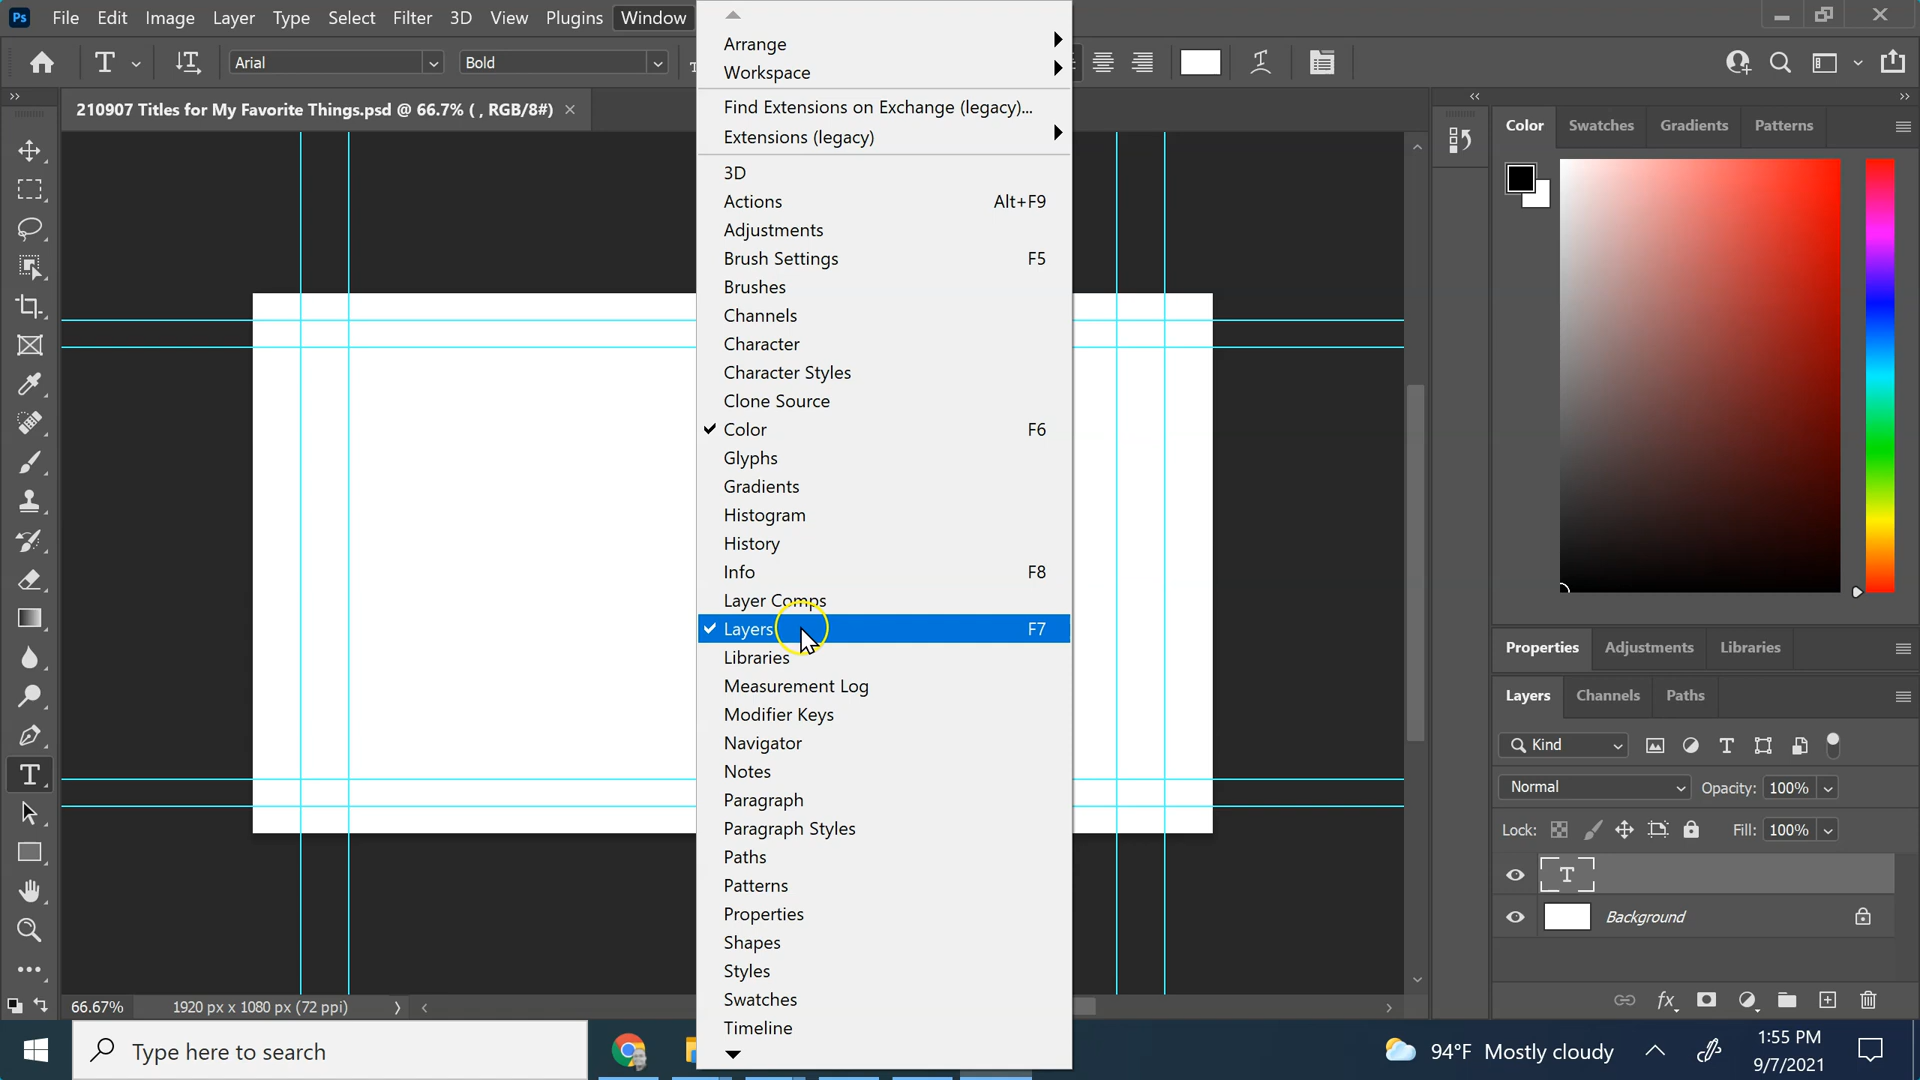 Ps File Edit Image Layer Type Select Filter 3D View Plugins Window
T Arial Bold
210907 Titles for My Favorite Things.psd @ 66.7% ( , RGB/8#) ×
Arrange
Workspace
Find Extensions on Exchange (legacy)...
Extensions (legacy)
3D
Actions Alt+F9
Adjustments
Brush Settings F5
Brushes
Channels
Character
Character Styles
Clone Source
Color F6
Glyphs
Gradients
Histogram
History
Info F8
Layer Comps
Layers F7
Libraries
Measurement Log
Modifier Keys
Navigator
Notes
Paragraph
Paragraph Styles
Paths
Patterns
Properties
Shapes
Styles
Swatches
Timeline
Color Swatches Gradients Patterns
Properties Adjustments Libraries
Layers Channels Paths
Kind
Normal Opacity: 100%
Lock: Fill: 100%
T
Background
fx
66.67% 1920 px x 1080 px (72 ppi)
Type here to search
94°F Mostly cloudy
1:55 PM
9/7/2021